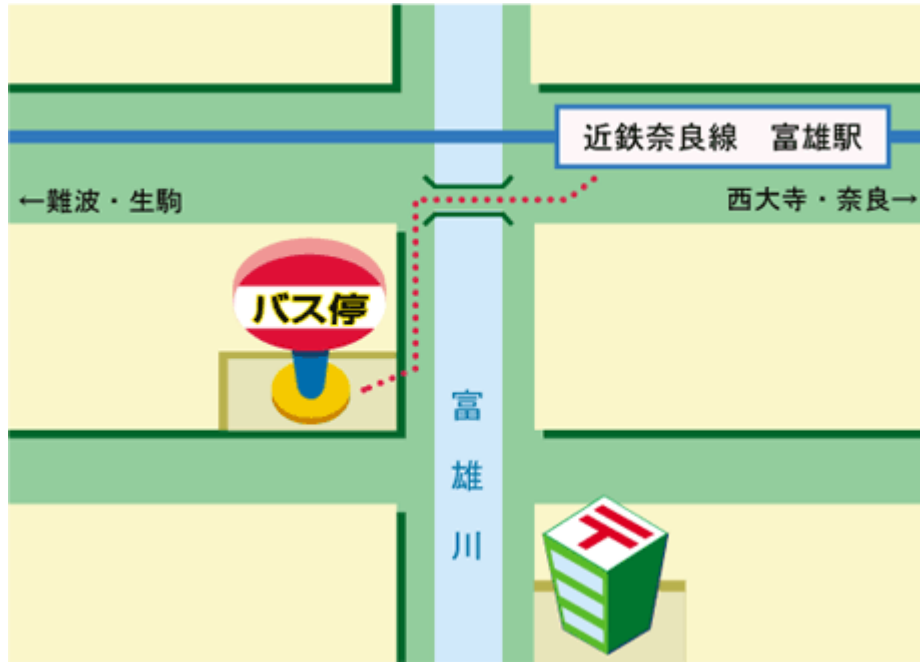 近鉄奈良線　富雄駅
←難波・生駒
西大寺・奈良→
バス停
富雄川
〒